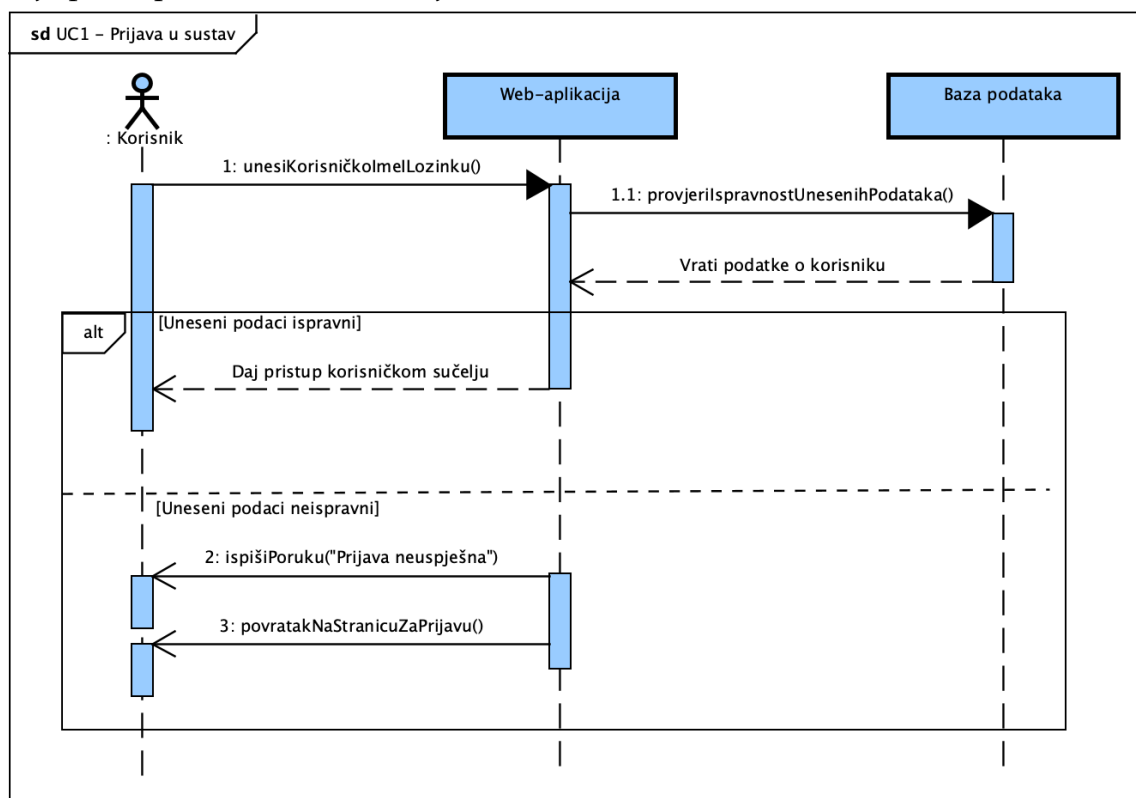 sd UC1 – Prijava u sustav
Web-aplikacija
Baza podataka
: Korisnik
1: unesiKorisničkoImeILozinku()
1.1: provjeriIspravnostUnesenihPodataka()
Vrati podatke o korisniku
alt
[Uneseni podaci ispravni]
Daj pristup korisničkom sučelju
[Uneseni podaci neispravni]
2: ispišiPoruku("Prijava neuspješna")
3: povratakNaStranicuZaPrijavu()